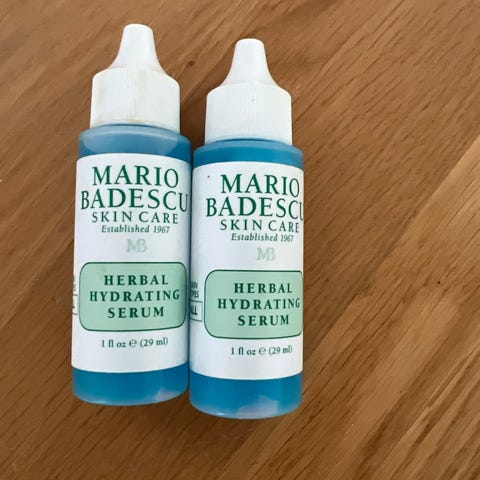 MARIO
BADESCU
SKIN CARE
Established 1967
MB
HERBAL
HYDRATING
SERUM
1 fl oz e (29 ml)
MARIO
BADESCU
SKIN CARE
Established 1967
MB
HERBAL
HYDRATING
SERUM
1 fl oz e (29 ml)